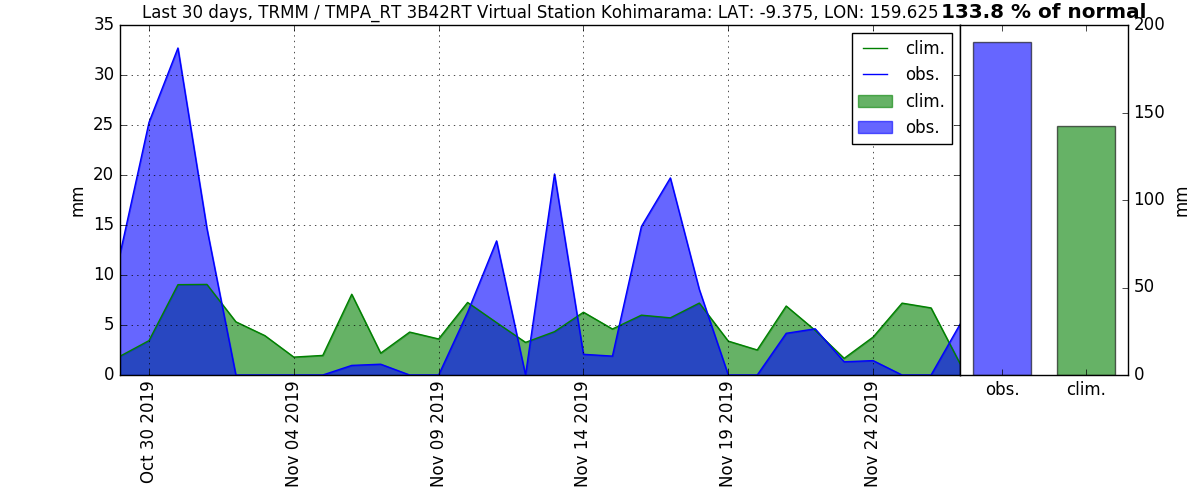 Last 30 days, TRMM / TMPA_RT 3B42RT Virtual Station Kohimarama: LAT: -9.375, LON: 159.625
133.8 % of normal
35
30
25
20
15
10
5
0
mm
clim.
obs.
clim.
obs.
Oct 30 2019
Nov 04 2019
Nov 09 2019
Nov 14 2019
Nov 19 2019
Nov 24 2019
200
150
100
50
0
mm
obs.
clim.